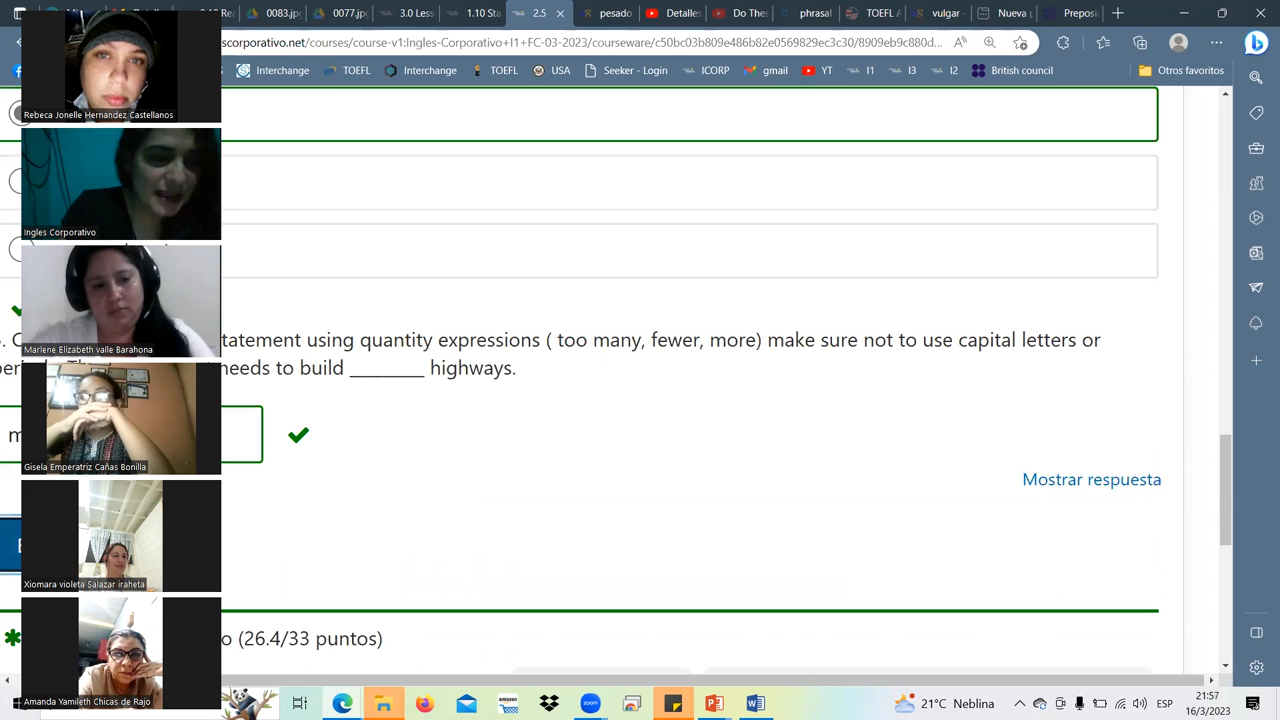 0083.jpg
0077.jpg
3.0 Less
1.10 Sta
2.5
pesado
Detalles
Do The
phrasal
Imagen
Nueva
Pred
scorporativo.net/courses/course-v1:Ingles-Corporativo+I1+FC-03-2023/courseware/c50bc03b809e486b82e0569829ec3c30/8909eb9c880d...
Interchange
TOEFL
Interchange
TOEFL
USA
Seeker - Login
ICORP
gmail
YT
I1
I3
I2
British council
Otros favoritos
Rebeca Jonelle Hernandez Castellanos
Ingles Corporativo
Marlene Elizabeth valle Barahona
tatement using quantity expressions ( too many, fewer, more) make sure not to use capital letters or
needs to build ________ highways.
Gisela Emperatriz Cañas Bonilla
Mostrar respuesta
Xiomara violeta Salazar iraheta
o (26.4/33 puntos)
Amanda Yamileth Chicas de Rajo
amazon
zoom
21°C Neblina
ESP
21:57
16/3/2023